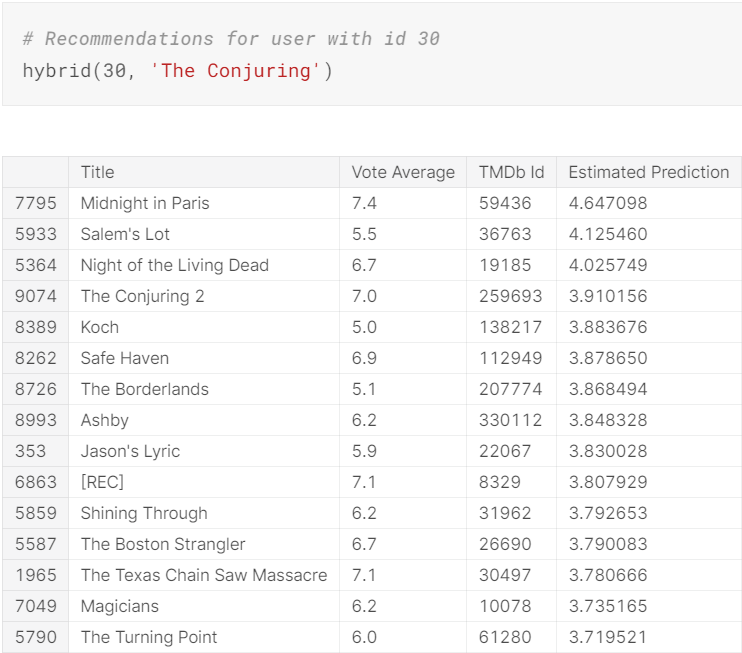 # Recommendations for user with id 30
hybrid(30, 'The Conjuring')
Title Vote Average TMDb Id Estimated Prediction
7795 Midnight in Paris 7.4 59436 4.647098
5933 Salem's Lot 5.5 36763 4.125460
5364 Night of the Living Dead 6.7 19185 4.025749
9074 The Conjuring 2 7.0 259693 3.910156
8389 Koch 5.0 138217 3.883676
8262 Safe Haven 6.9 112949 3.878650
8726 The Borderlands 5.1 207774 3.868494
8993 Ashby 6.2 330112 3.848328
353 Jason's Lyric 5.9 22067 3.830028
6863 [REC] 7.1 8329 3.807929
5859 Shining Through 6.2 31962 3.792653
5587 The Boston Strangler 6.7 26690 3.790083
1965 The Texas Chain Saw Massacre 7.1 30497 3.780666
7049 Magicians 6.2 10078 3.735165
5790 The Turning Point 6.0 61280 3.719521